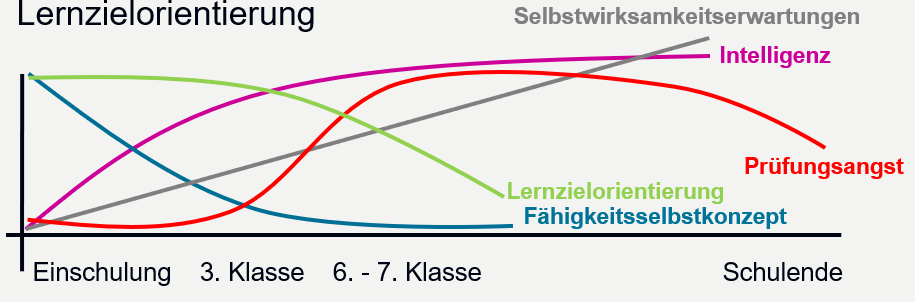 Lernzielorientierung
Selbstwirksamkeitserwartungen
Intelligenz
Prüfungsangst
Lernzielorientierung
Fähigkeitsselbstkonzept
Einschulung 3. Klasse 6. - 7. Klasse Schulende